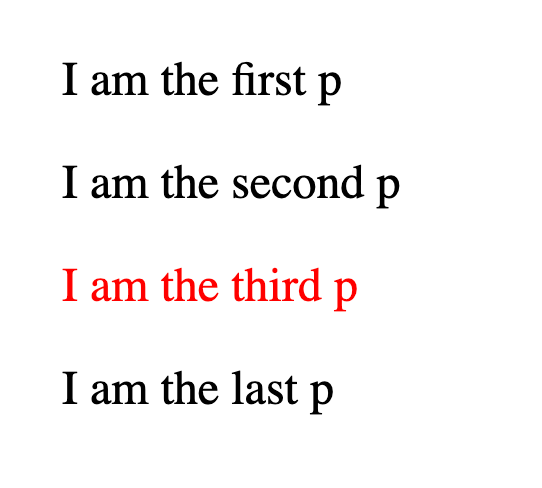 I am the first p
I am the second p
I am the third p
I am the last p